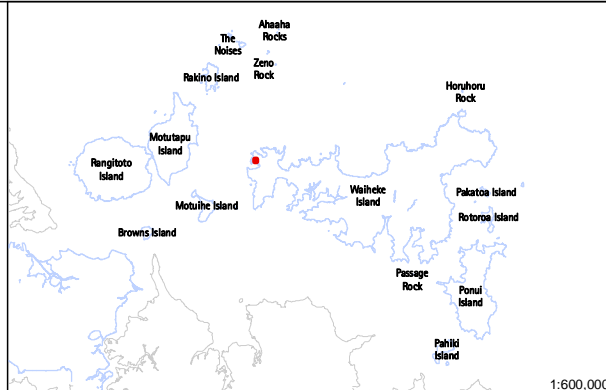 Ahaaha
Rocks
The
Noises
Zeno
Rock
Rakino Island
Horuhoru
Rock
Motutapu
Island
Rangitoto
Island
Waiheke
Island
Pakatoa Island
Motuihe Island
Rotoroa Island
Browns Island
Passage
Rock
Ponui
Island
Pahiki
Island
1:600,000